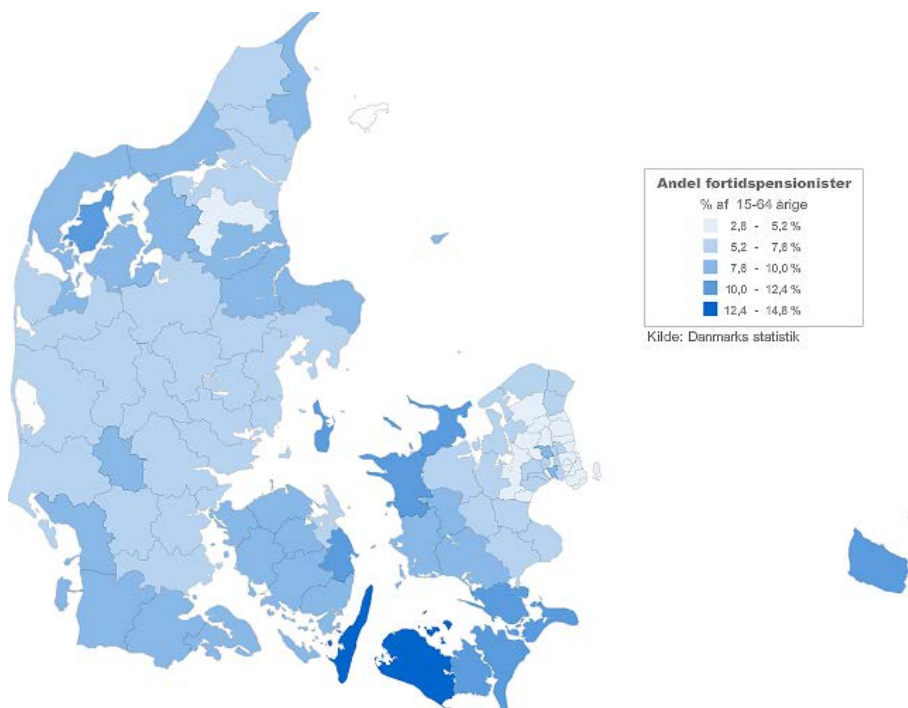 Andel førtidspensionister
% af 15-64 årige
2,8 - 5,2 %
5,2 - 7,8 %
7,8 - 10,0 %
10,0 - 12,4 %
12,4 - 14,8 %
Kilde: Danmarks statistik